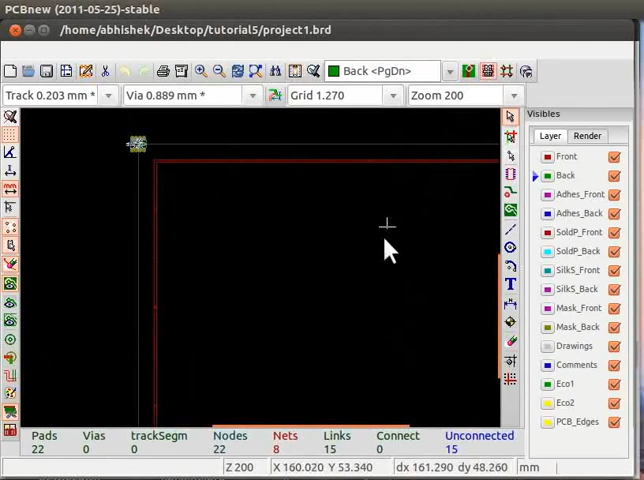 PCBnew (2011-05-25)-stable
/home/abhishek/Desktop/tutorial5/project1.brd
Back <PgDn>
Track 0.203 mm * Via 0.889 mm * Grid 1.270 Zoom 200
Visibles
Layer Render
Front
Back
Adhes_Front
Adhes_Back
SoldP_Front
SoldP_Back
SilkS_Front
SilkS_Back
Mask_Front
Mask_Back
Drawings
Comments
Eco1
Eco2
PCB_Edges
Pads Vias trackSegm Nodes Nets Links Connect Unconnected
22 0 0 22 8 15 0 15
Z 200 X 160.020 Y 53.340 dx 161.290 dy 48.260 mm